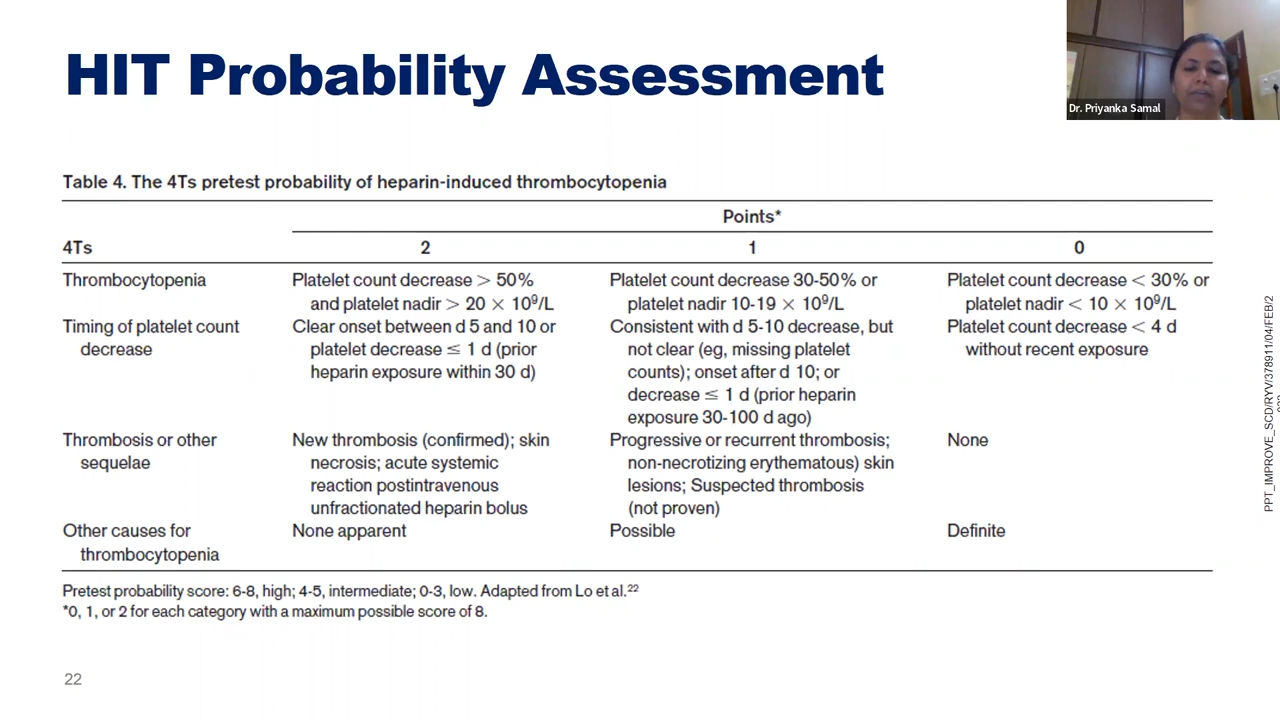 HIT Probability Assessment
Dr. Priyanka Samal
Table 4. The 4Ts pretest probability of heparin-induced thrombocytopenia
Points*
4Ts 2 1 0
Thrombocytopenia Platelet count decrease > 50% Platelet count decrease 30-50% or Platelet count decrease < 30% or
and platelet nadir > 20 × 10⁹/L platelet nadir 10-19 × 10⁹/L platelet nadir < 10 × 10⁹/L
Timing of platelet count Clear onset between d 5 and 10 or Consistent with d 5-10 decrease, but Platelet count decrease < 4 d
decrease platelet decrease ≤ 1 d (prior not clear (eg, missing platelet without recent exposure
heparin exposure within 30 d) counts); onset after d 10; or
decrease ≤ 1 d (prior heparin
exposure 30-100 d ago)
Thrombosis or other New thrombosis (confirmed); skin Progressive or recurrent thrombosis; None
sequelae necrosis; acute systemic non-necrotizing erythematous) skin
reaction postintravenous lesions; Suspected thrombosis
unfractionated heparin bolus (not proven)
Other causes for None apparent Possible Definite
thrombocytopenia
Pretest probability score: 6-8, high; 4-5, intermediate; 0-3, low. Adapted from Lo et al.²²
*0, 1, or 2 for each category with a maximum possible score of 8.
22
PPT_IMPROVE_SCD/RYV/378911/04/FEB/2